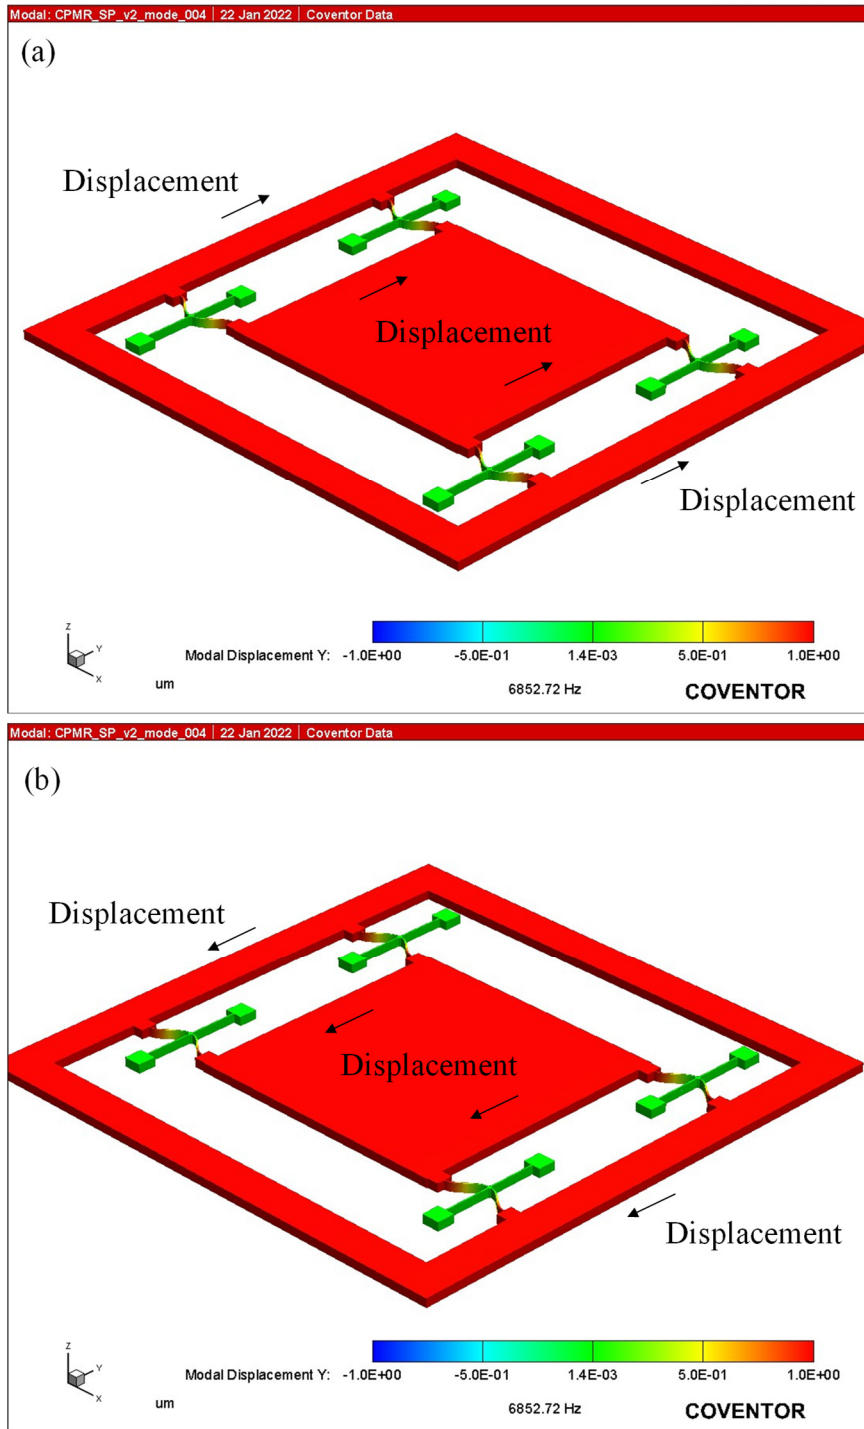 Modal: CPMR_SP_v2_mode_004 | 22 Jan 2022 | Coventor Data
(a)
Displacement
Displacement
Displacement
Z
Y
X
Modal Displacement Y: -1.0E+00 -5.0E-01 1.4E-03 5.0E-01 1.0E+00
um
6852.72 Hz
COVENTOR
Modal: CPMR_SP_v2_mode_004 | 22 Jan 2022 | Coventor Data
(b)
Displacement
Displacement
Displacement
Z
Y
X
Modal Displacement Y: -1.0E+00 -5.0E-01 1.4E-03 5.0E-01 1.0E+00
um
6852.72 Hz
COVENTOR